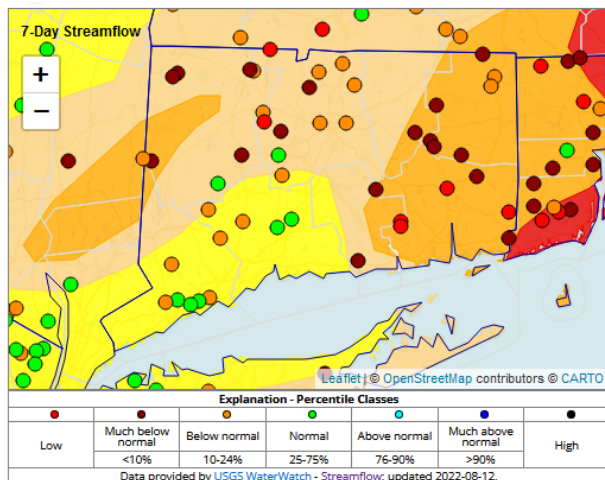 7-Day Streamflow
+
−
Leaflet | © OpenStreetMap contributors © CARTO
Explanation - Percentile Classes
Low Much below normal Below normal Normal Above normal Much above normal High
<10% 10-24% 25-75% 76-90% >90%
Data provided by USGS WaterWatch - Streamflow; updated 2022-08-12.